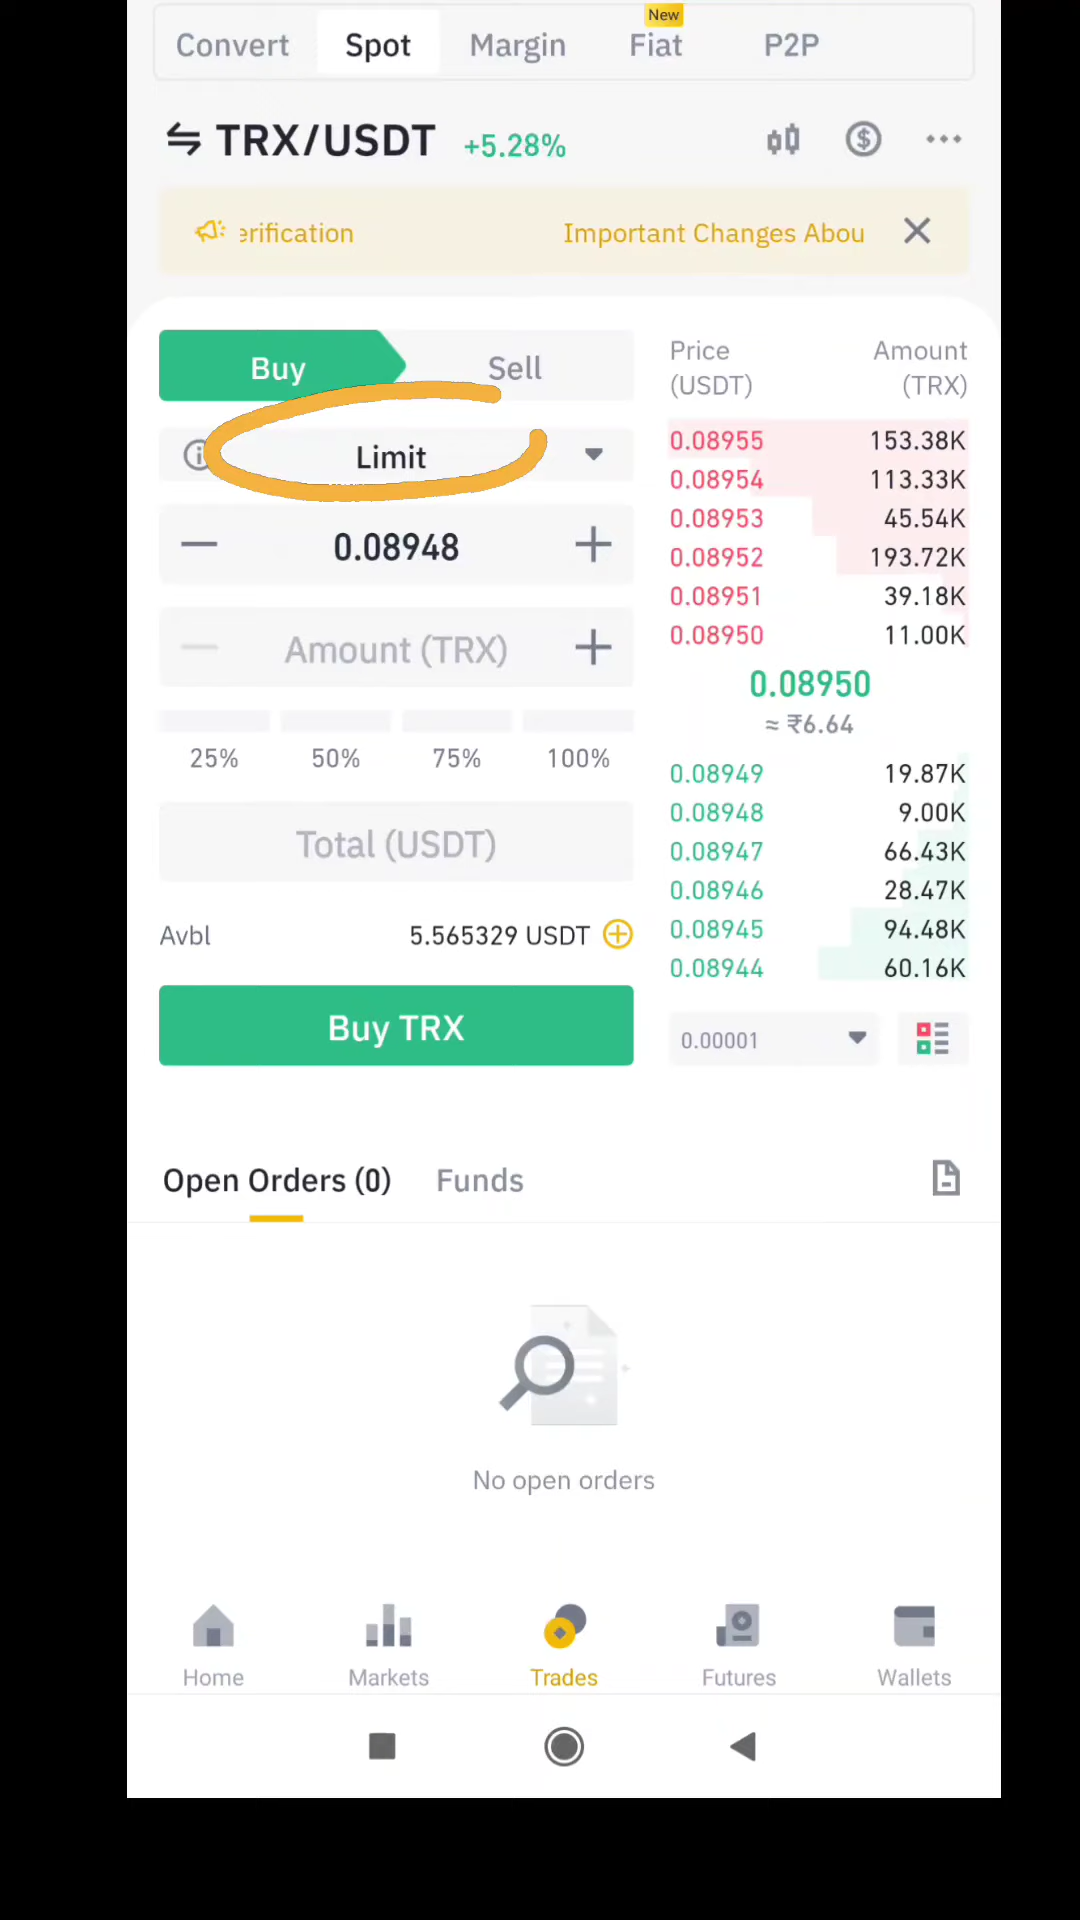 New
Convert Spot Margin Fiat P2P
TRX/USDT +5.28%
erification Important Changes Abou
Buy Sell
Limit
0.08948
Amount (TRX)
25% 50% 75% 100%
Total (USDT)
Avbl 5.565329 USDT
Buy TRX
Price Amount
(USDT) (TRX)
0.08955 153.38K
0.08954 113.33K
0.08953 45.54K
0.08952 193.72K
0.08951 39.18K
0.08950 11.00K
0.08950
≈ ₹6.64
0.08949 19.87K
0.08948 9.00K
0.08947 66.43K
0.08946 28.47K
0.08945 94.48K
0.08944 60.16K
0.00001
Open Orders (0) Funds
No open orders
Home Markets Trades Futures Wallets